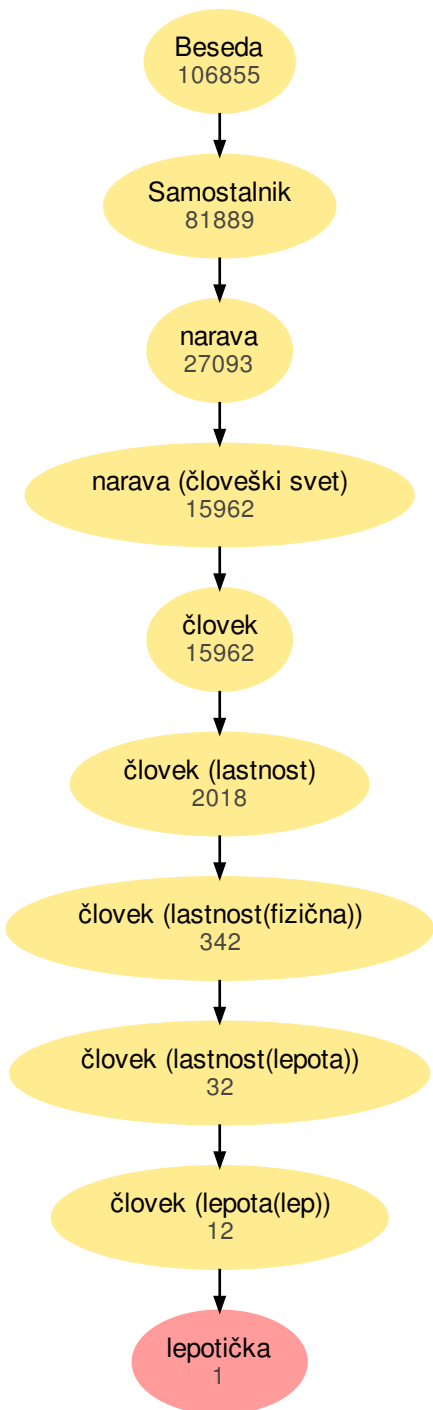 Beseda
106855
Samostalnik
81889
narava
27093
narava (človeški svet)
15962
človek
15962
človek (lastnost)
2018
človek (lastnost(fizična))
342
človek (lastnost(lepota))
32
človek (lepota(lep))
12
lepotička
1